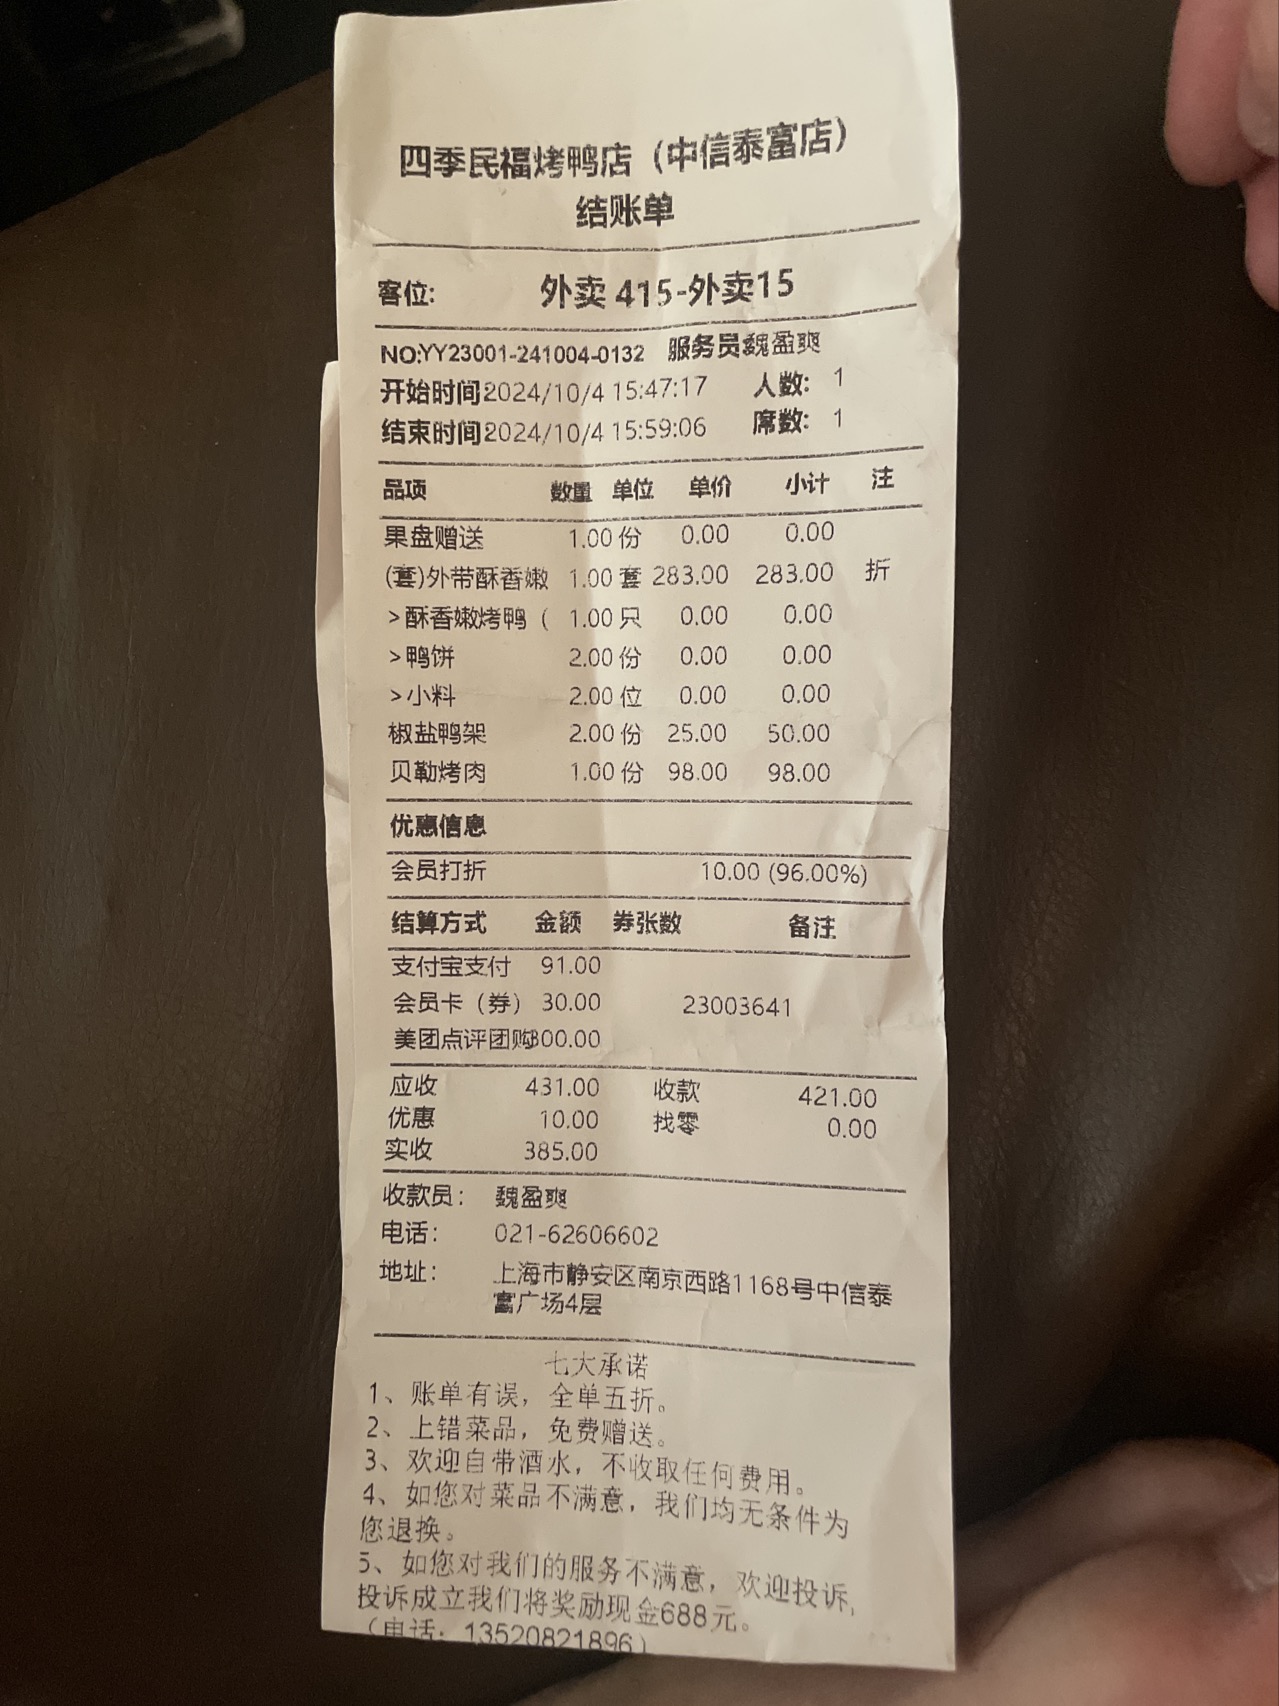 四季民福烤鸭店（中信泰富店）
结账单
客位: 外卖 415-外卖15
NO:YY23001-241004-0132 服务员魏盈爽
开始时间2024/10/4 15:47:17 人数: 1
结束时间2024/10/4 15:59:06 席数: 1
品项 数量 单位 单价 小计 注
果盘赠送 1.00 份 0.00 0.00
(套)外带酥香嫩 1.00 套 283.00 283.00 折
>酥香嫩烤鸭（ 1.00 只 0.00 0.00
>鸭饼 2.00 份 0.00 0.00
>小料 2.00 位 0.00 0.00
椒盐鸭架 2.00 份 25.00 50.00
贝勒烤肉 1.00 份 98.00 98.00
优惠信息
会员打折 10.00 (96.00%)
结算方式 金额 券张数 备注
支付宝支付 91.00
会员卡（券） 30.00 23003641
美团点评团购300.00
应收 431.00 收款 421.00
优惠 10.00 找零 0.00
实收 385.00
收款员: 魏盈爽
电话: 021-62606602
地址: 上海市静安区南京西路1168号中信泰
富广场4层
七大承诺
1、账单有误，全单五折。
2、上错菜品，免费赠送。
3、欢迎自带酒水，不收取任何费用。
4、如您对菜品不满意，我们均无条件为
您退换。
5、如您对我们的服务不满意，欢迎投诉,
投诉成立我们将奖励现金688元。
（电话: 13520821896）